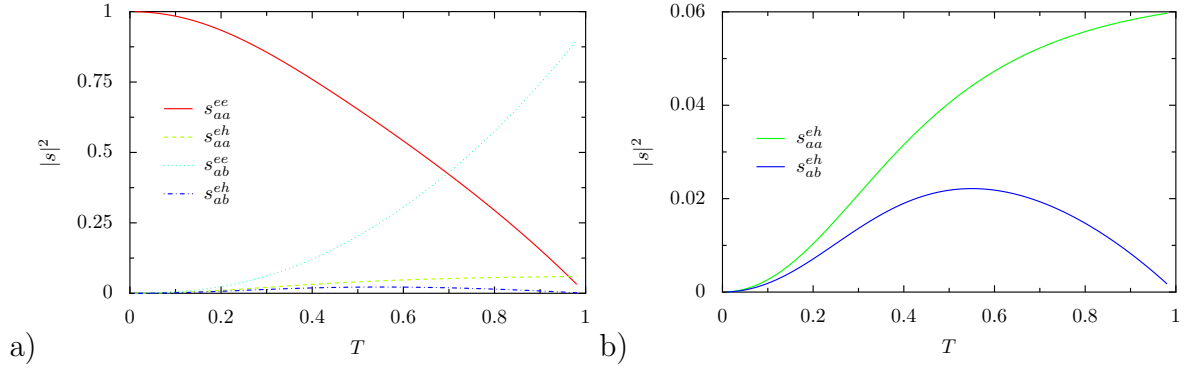 1
0.75
0.5
0.25
0
|s|²
s_{aa}^{ee}
s_{aa}^{eh}
s_{ab}^{ee}
s_{ab}^{eh}
0 0.2 0.4 0.6 0.8 1
T
a)
0.06
0.04
0.02
0
|s|²
s_{aa}^{eh}
s_{ab}^{eh}
0 0.2 0.4 0.6 0.8 1
T
b)